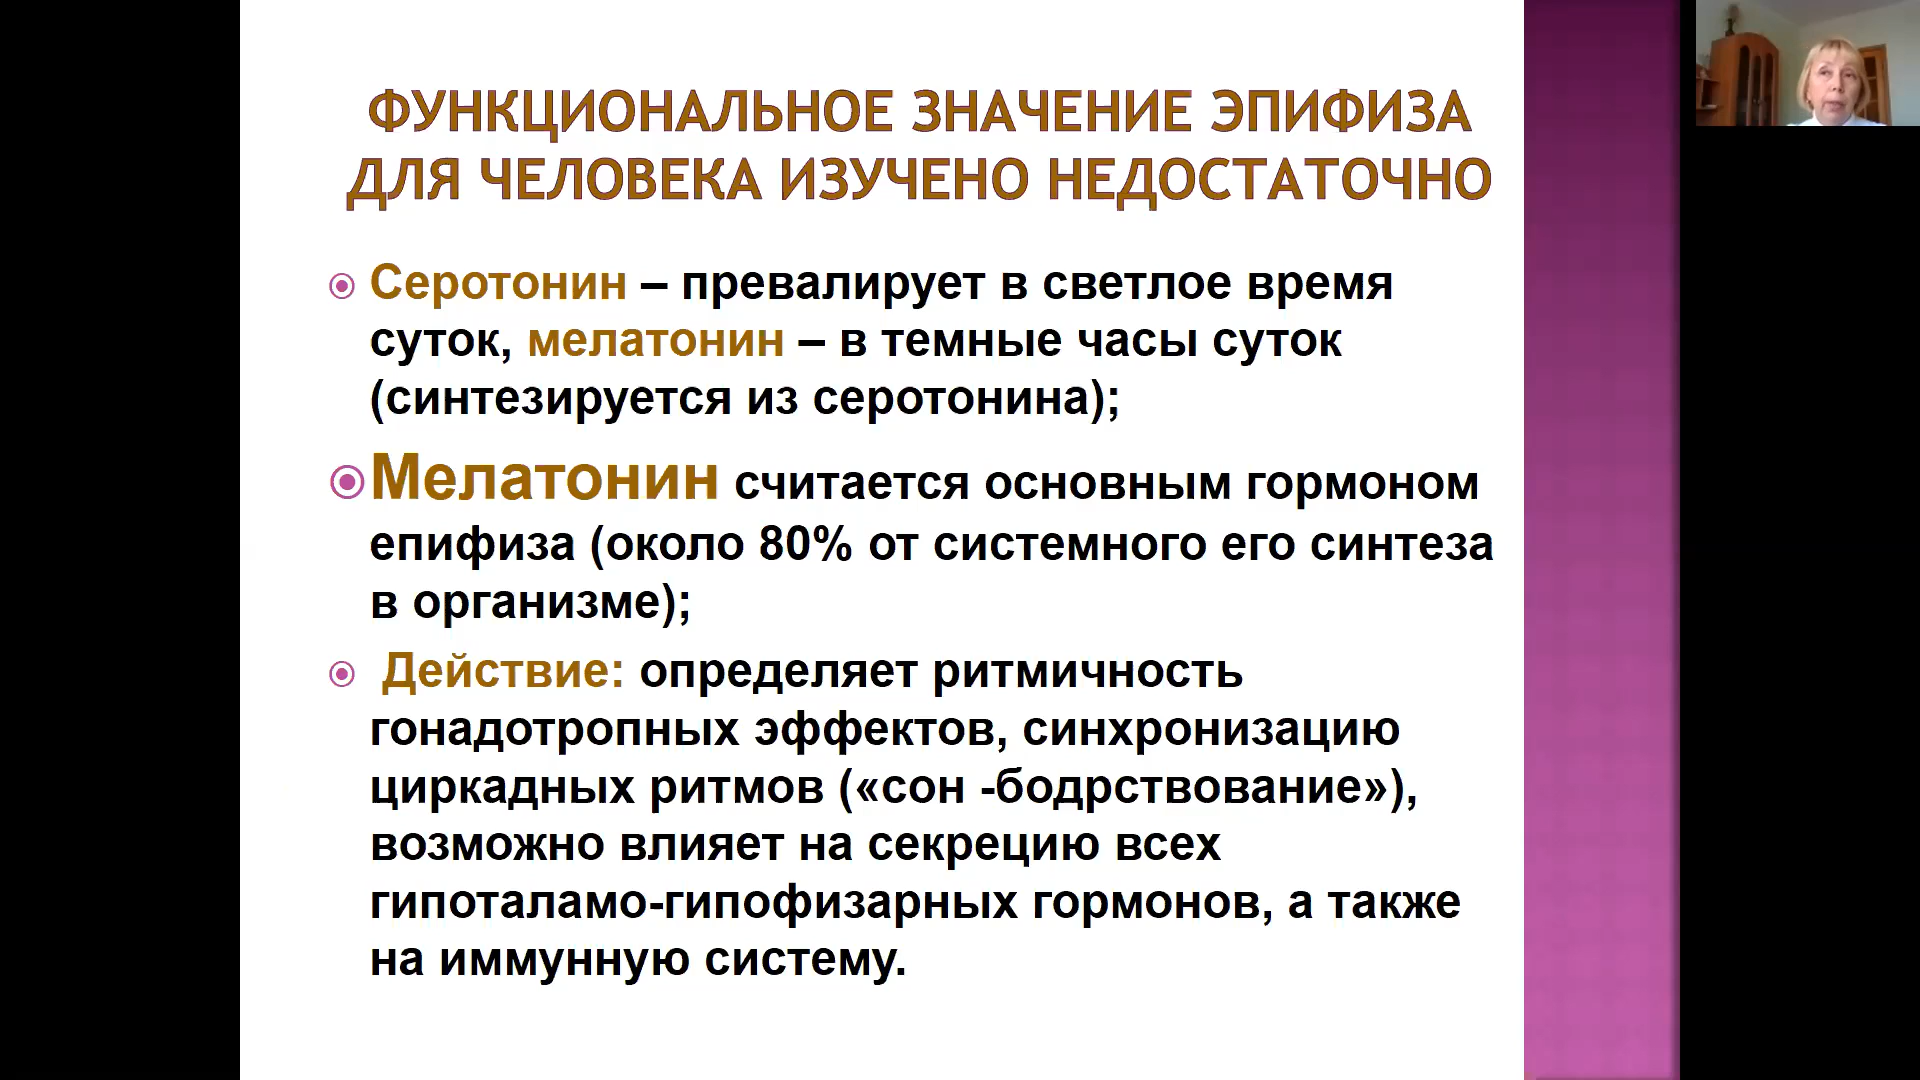 ФУНКЦИОНАЛЬНОЕ ЗНАЧЕНИЕ ЭПИФИЗА
ДЛЯ ЧЕЛОВЕКА ИЗУЧЕНО НЕДОСТАТОЧНО
Серотонин – превалирует в светлое время
суток, мелатонин – в темные часы суток
(синтезируется из серотонина);
Мелатонин считается основным гормоном
епифиза (около 80% от системного его синтеза
в организме);
Действие: определяет ритмичность
гонадотропных эффектов, синхронизацию
циркадных ритмов («сон -бодрствование»),
возможно влияет на секрецию всех
гипоталамо-гипофизарных гормонов, а также
на иммунную систему.